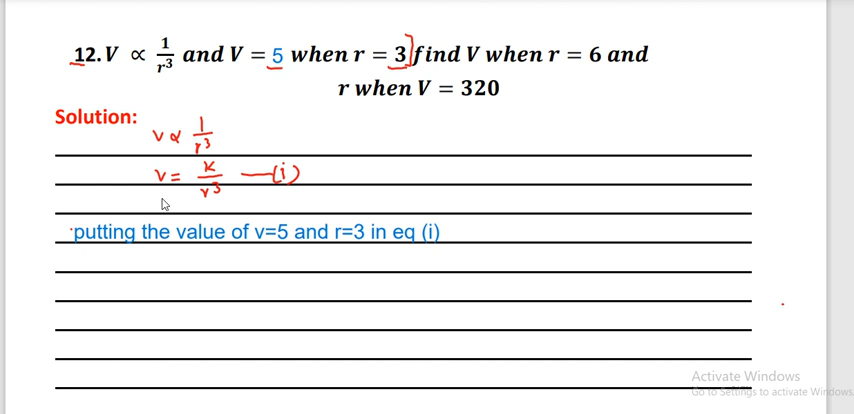 12. V ∝ 1/r³ and V = 5 when r = 3 find V when r = 6 and
r when V = 320
Solution:
v ∝ 1/r³
v = K/r³ —(i)
putting the value of v=5 and r=3 in eq (i)
Activate Windows
Go to Settings to activate Windows.